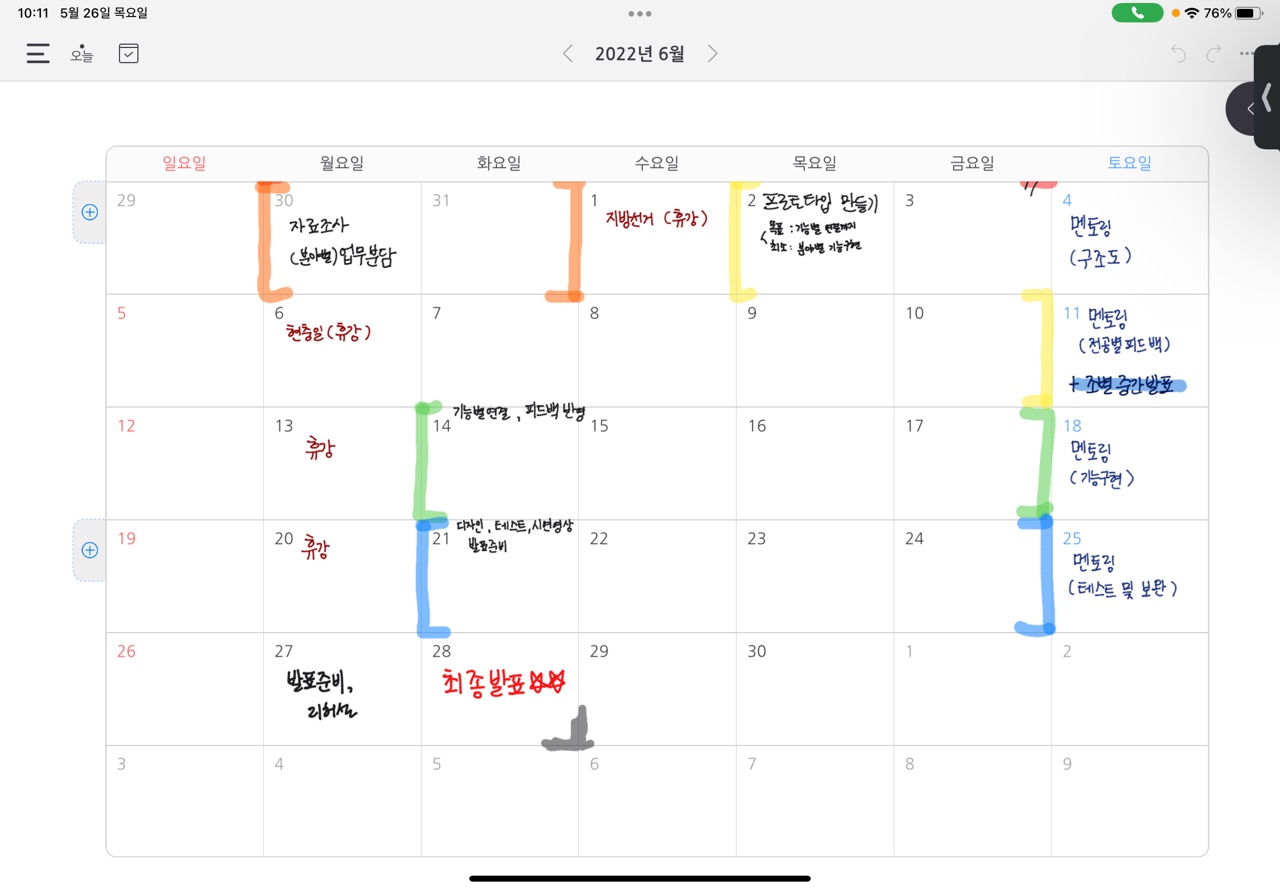 10:11 5월 26일 목요일
76%
오늘
2022년 6월
일요일 월요일 화요일 수요일 목요일 금요일 토요일
29 30 31 1 2 3 4
자료조사
(분야별)업무분담
지방선거 (휴강)
프로토타입 만들기
목표 : 기능별 연결까지
최소 : 분야별 기능구현
멘토링
(구조도)
5 6 7 8 9 10 11
현충일(휴강)
멘토링
(전공별 피드백)
+ 조별 중간발표
12 13 14 15 16 17 18
휴강
기능별 연결, 피드백 반영
멘토링
(기능구현)
19 20 21 22 23 24 25
휴강
디자인, 테스트, 시연영상
발표준비
멘토링
(테스트 및 보완)
26 27 28 29 30 1 2
발표준비,
리허설
최종발표
3 4 5 6 7 8 9